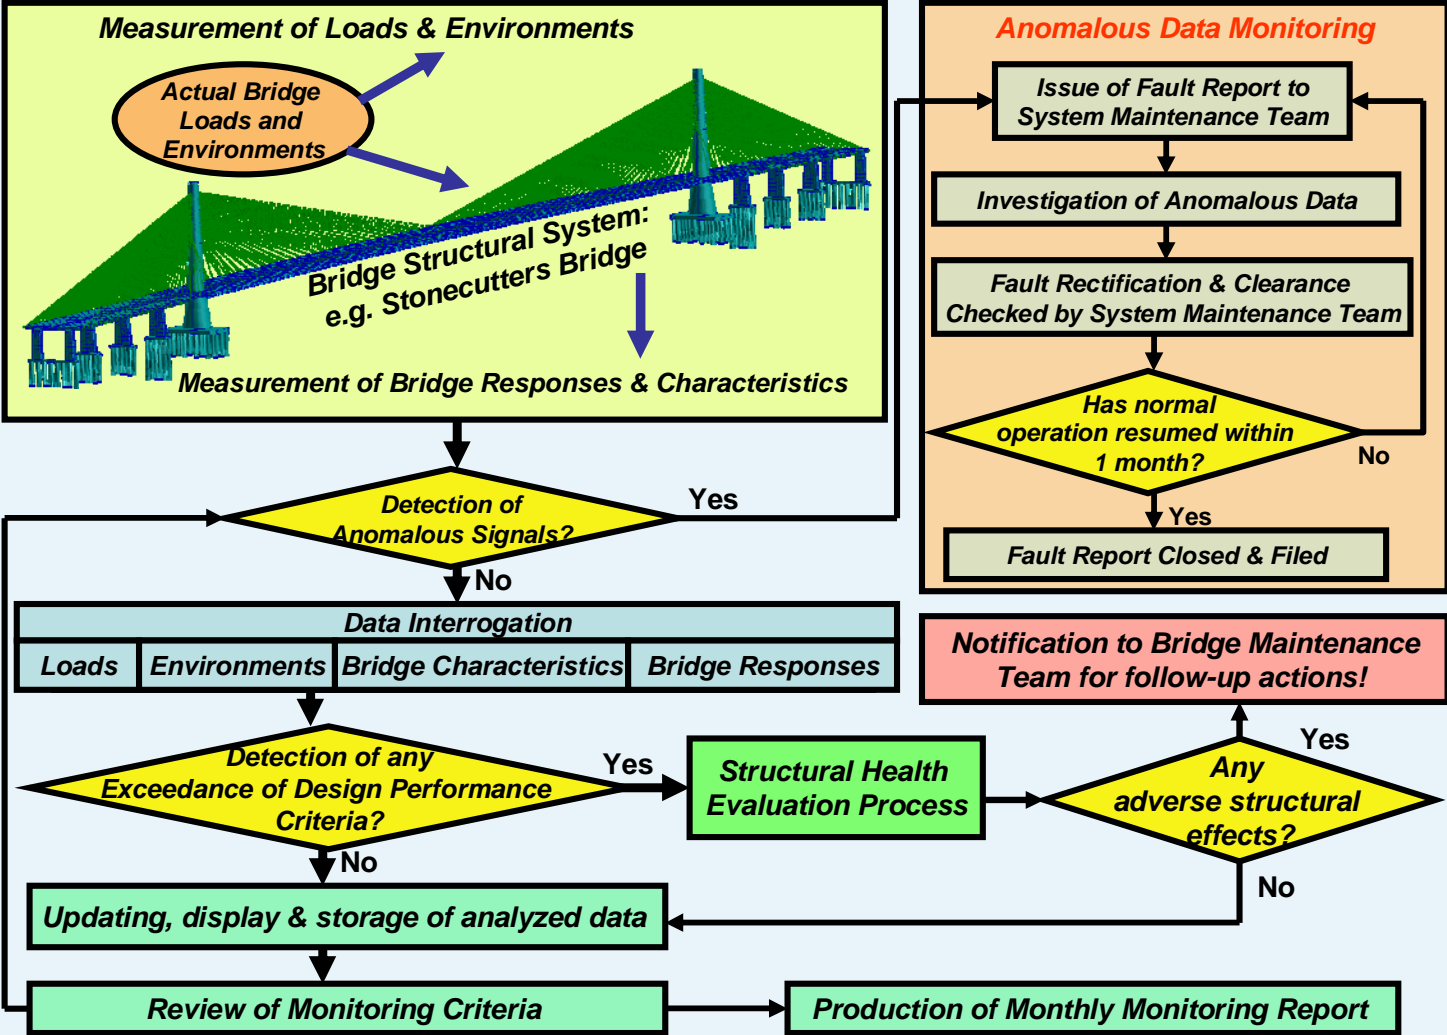 Measurement of Loads & Environments
Actual Bridge
Loads and
Environments
Bridge Structural System:
e.g. Stonecutters Bridge
Measurement of Bridge Responses & Characteristics
Anomalous Data Monitoring
Issue of Fault Report to
System Maintenance Team
Investigation of Anomalous Data
Fault Rectification & Clearance
Checked by System Maintenance Team
Has normal
operation resumed within
1 month?
No
Yes
Fault Report Closed & Filed
Detection of
Anomalous Signals?
Yes
No
Data Interrogation
Loads
Environments
Bridge Characteristics
Bridge Responses
Notification to Bridge Maintenance
Team for follow-up actions!
Detection of any
Exceedance of Design Performance
Criteria?
Yes
No
Structural Health
Evaluation Process
Any
adverse structural
effects?
Yes
No
Updating, display & storage of analyzed data
Review of Monitoring Criteria
Production of Monthly Monitoring Report